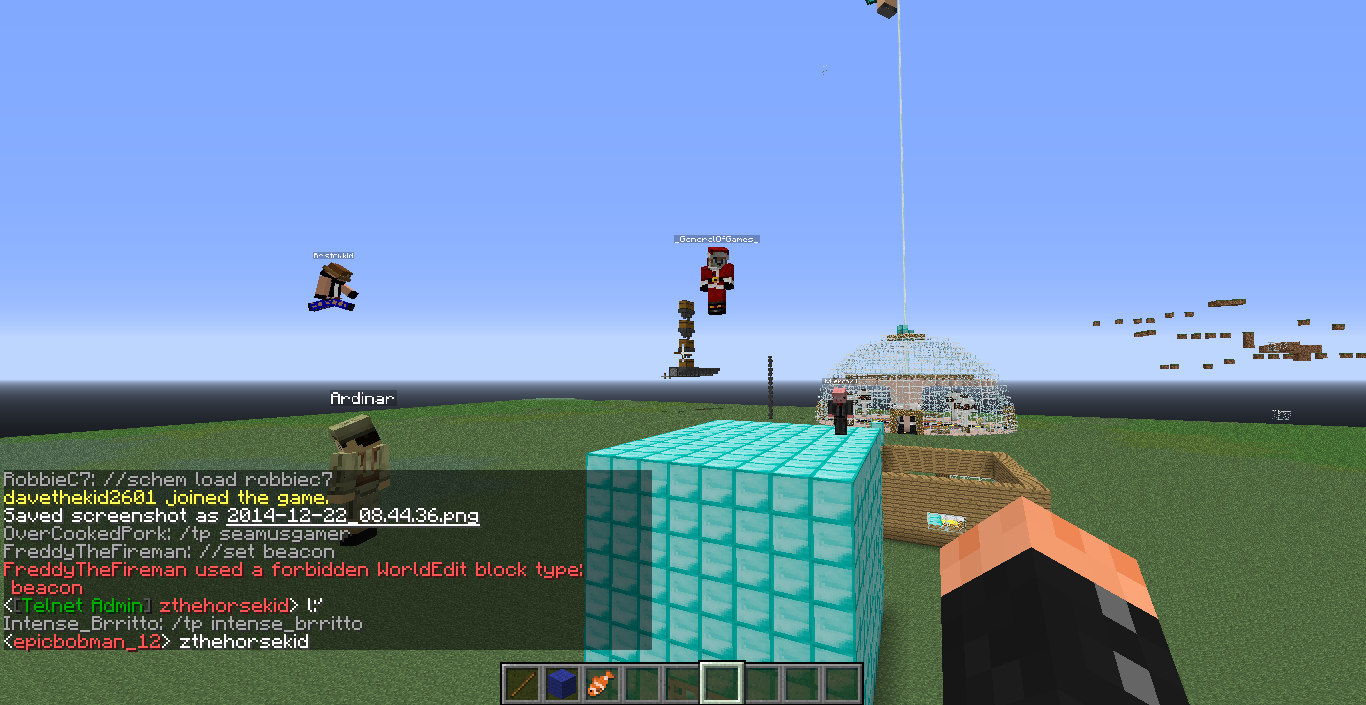 _GeneralOfGames_
Ardinar
RobbieC7: //schem load robbiec7
davethekid2601 joined the game.
Saved screenshot as 2014-12-22_08.44.36.png
OverCookedPork: /tp seamusgamer
FreddyTheFireman: //set beacon
FreddyTheFireman used a forbidden WorldEdit block type:
beacon
<[Telnet Admin] zthehorsekid> l:'
Intense_Brritto: /tp intense_brritto
<epicbobman_12> zthehorsekid